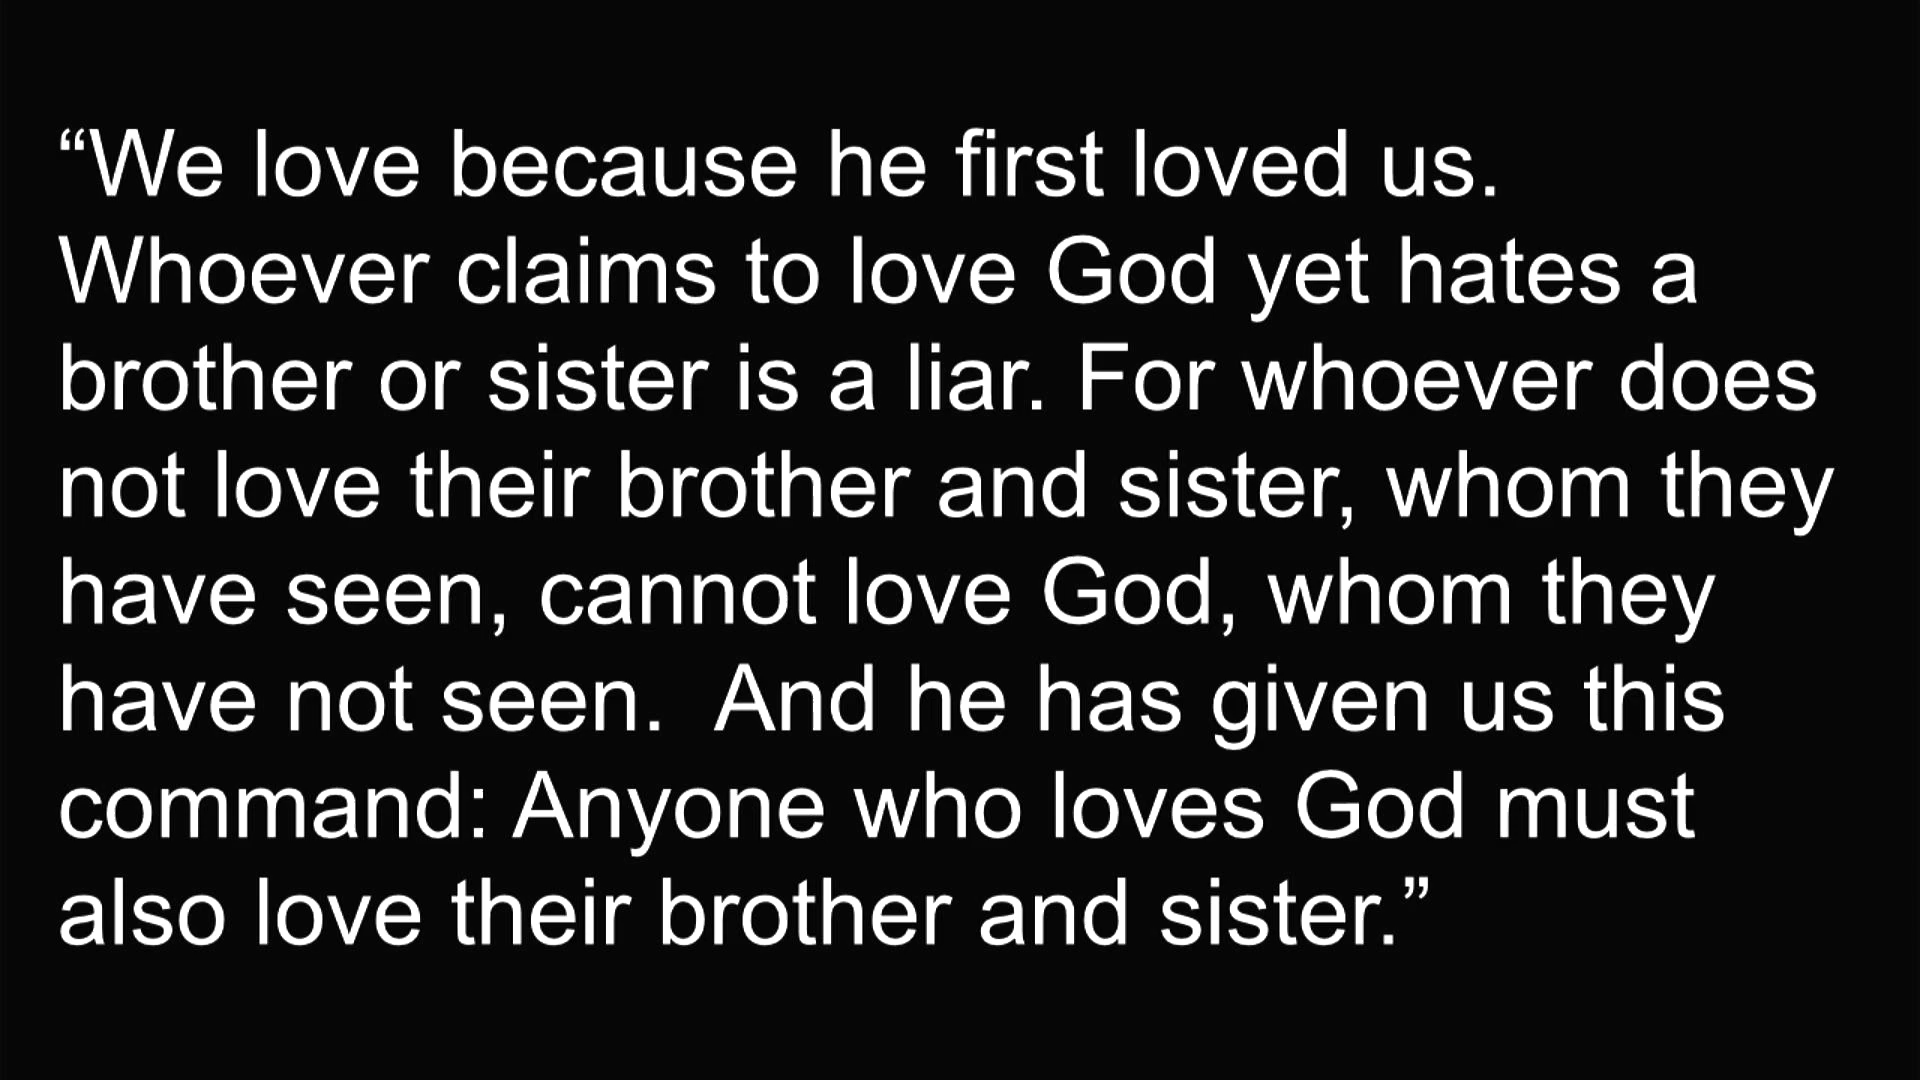 “We love because he first loved us.
Whoever claims to love God yet hates a
brother or sister is a liar. For whoever does
not love their brother and sister, whom they
have seen, cannot love God, whom they
have not seen.  And he has given us this
command: Anyone who loves God must
also love their brother and sister.”